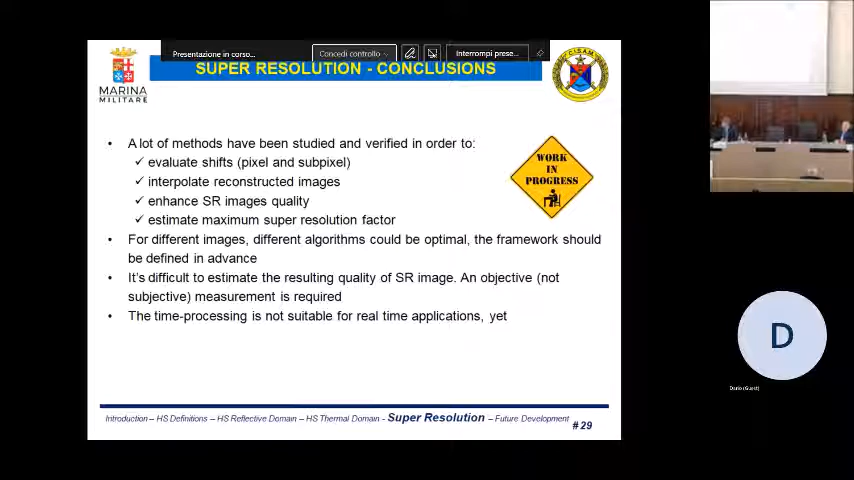 Presentazione in corso...
Concedi controllo
Interrompi prese...
SUPER RESOLUTION - CONCLUSIONS
MARINA
MILITARE
C.I.S.A.M.
• A lot of methods have been studied and verified in order to:
✓ evaluate shifts (pixel and subpixel)
✓ interpolate reconstructed images
✓ enhance SR images quality
✓ estimate maximum super resolution factor
WORK
IN
PROGRESS
• For different images, different algorithms could be optimal, the framework should
be defined in advance
• It's difficult to estimate the resulting quality of SR image. An objective (not
subjective) measurement is required
• The time-processing is not suitable for real time applications, yet
Introduction – HS Definitions – HS Reflective Domain – HS Thermal Domain - Super Resolution – Future Development
# 29
D
Dario (Guest)